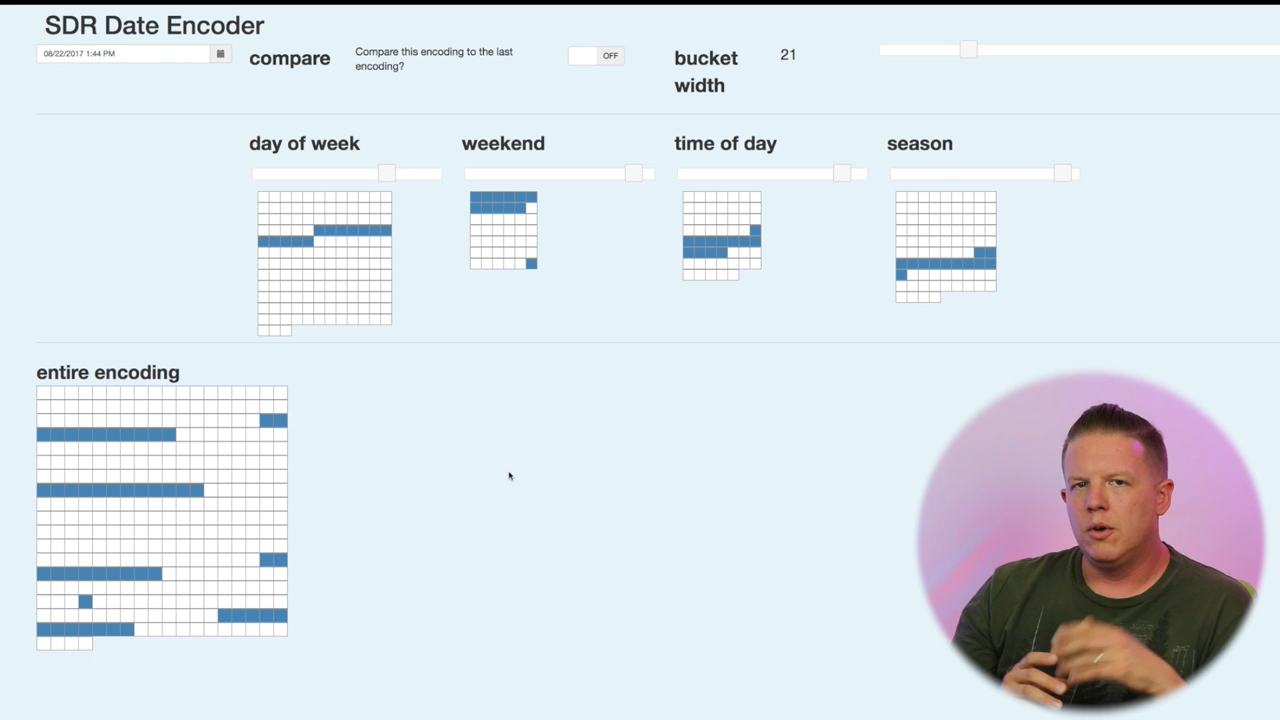 SDR Date Encoder
08/22/2017 1:44 PM
compare
Compare this encoding to the last
encoding?
OFF
bucket
width
21
day of week
weekend
time of day
season
entire encoding